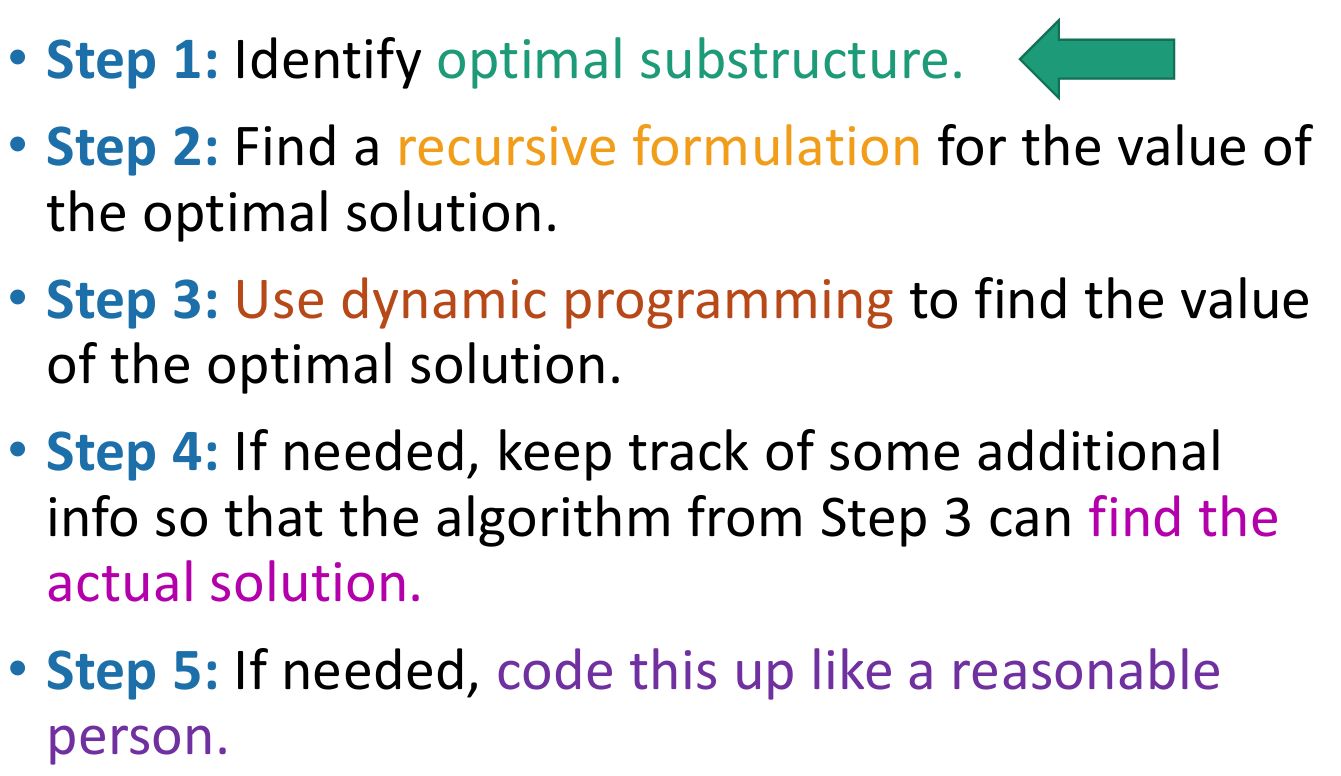 • Step 1: Identify optimal substructure.
• Step 2: Find a recursive formulation for the value of
the optimal solution.
• Step 3: Use dynamic programming to find the value
of the optimal solution.
• Step 4: If needed, keep track of some additional
info so that the algorithm from Step 3 can find the
actual solution.
• Step 5: If needed, code this up like a reasonable
person.